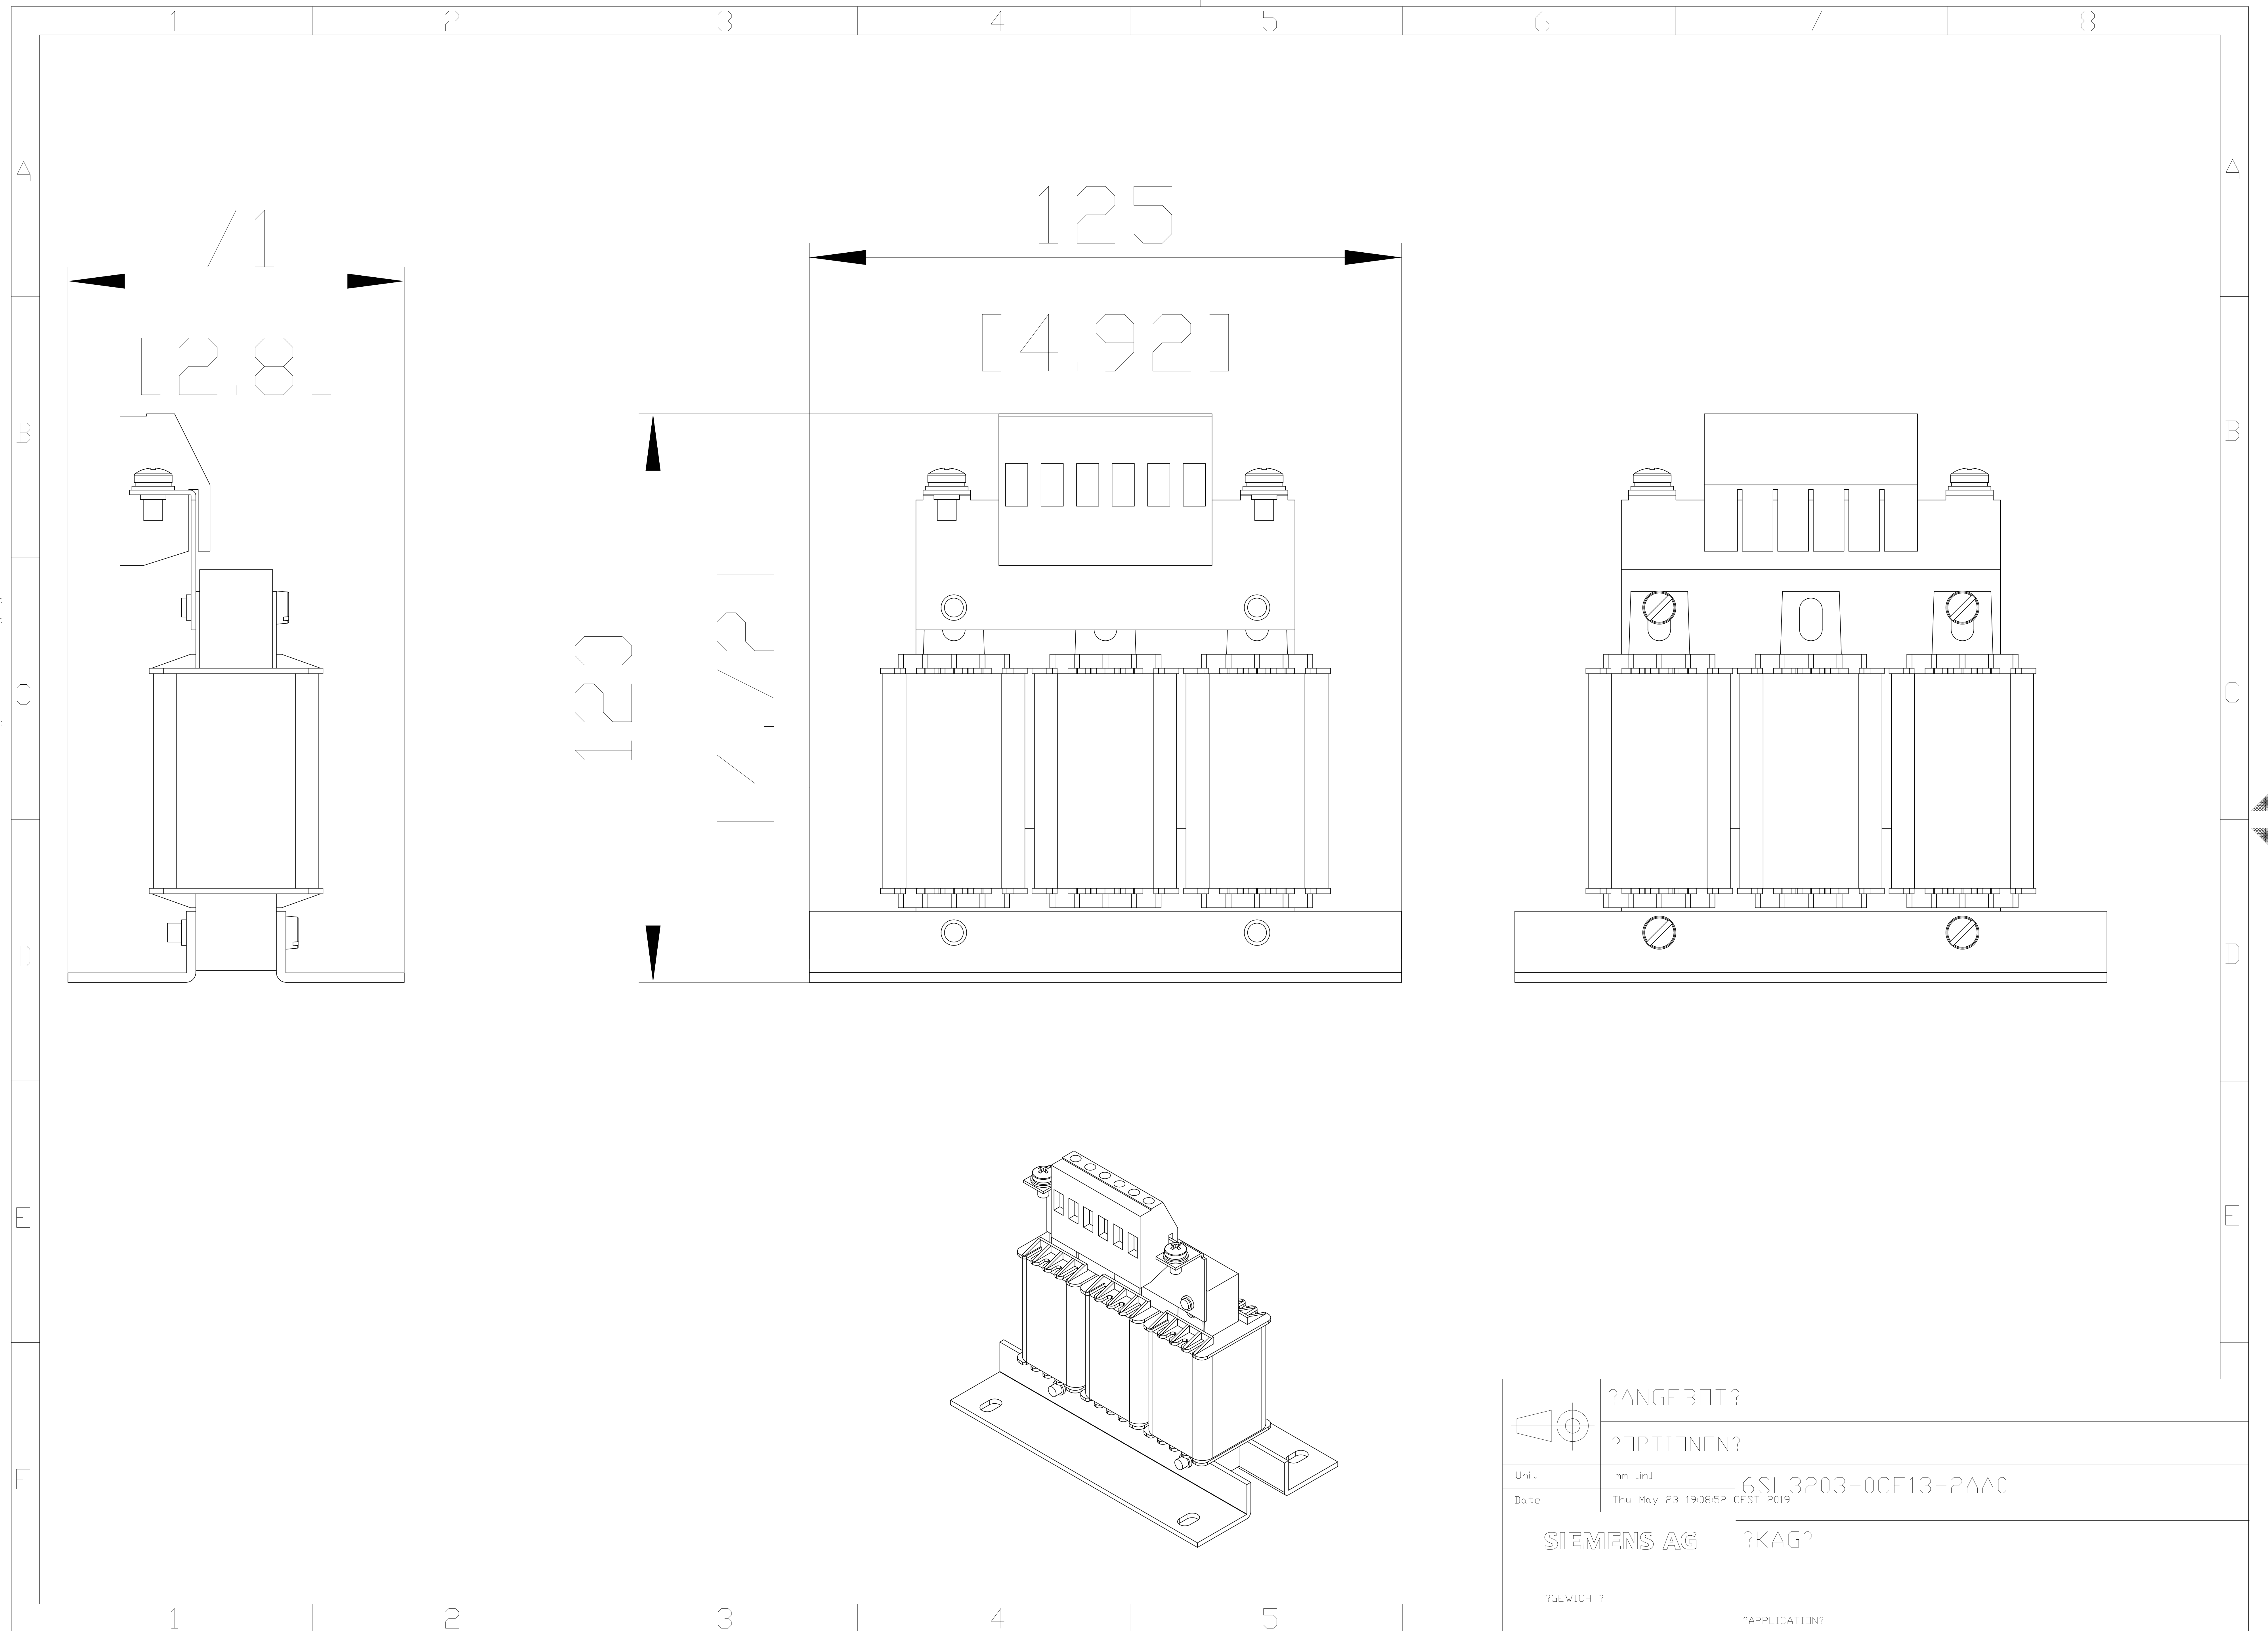 1 2 3 4 5 6 7 8
A A
71
125
[2,8]
[4,92]
B B
120
[4,72]
C C
D D
E E
?ANGEBOT?
?OPTIONEN?
F
Unit mm [in]
6SL3203-0CE13-2AA0
Date Thu May 23 19:08:52 CEST 2019
SIEMENS AG
?KAG?
?GEWICHT?
1 2 3 4 5
?APPLICATION?